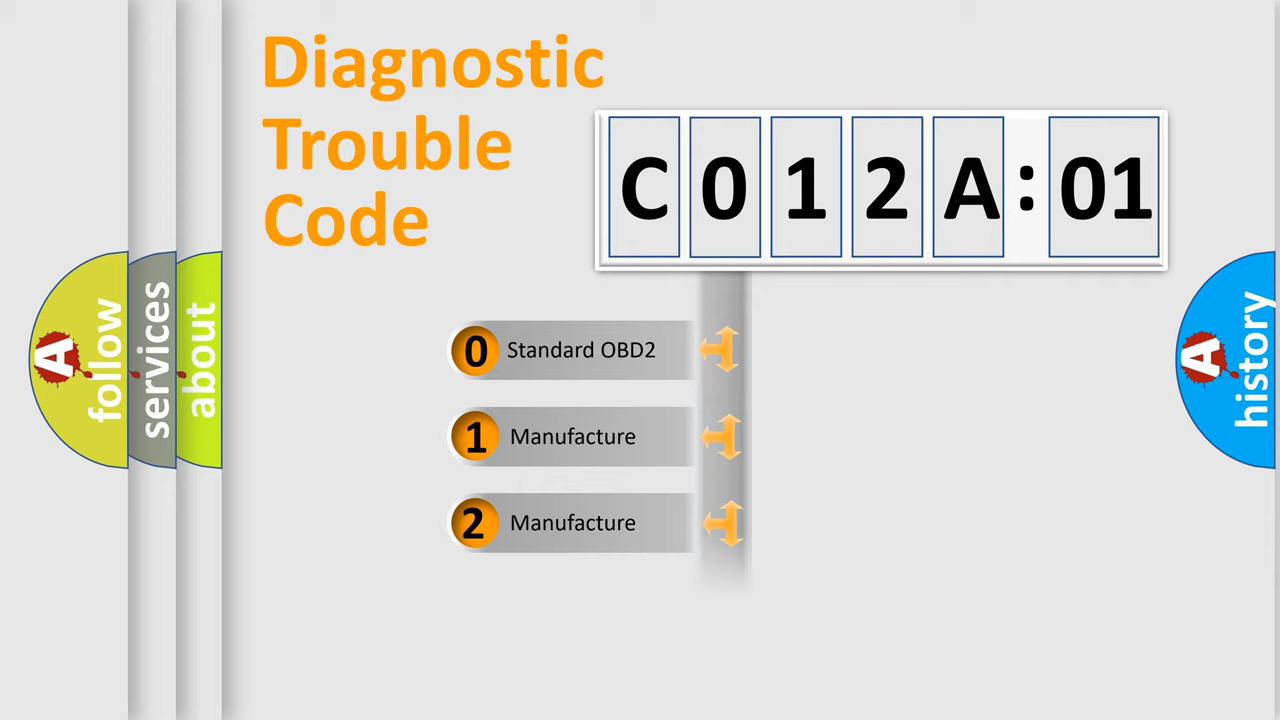 Diagnostic
Trouble
Code
C 0 1 2 A : 01
0 Standard OBD2
1 Manufacture
2 Manufacture
A follow
services
about
A history